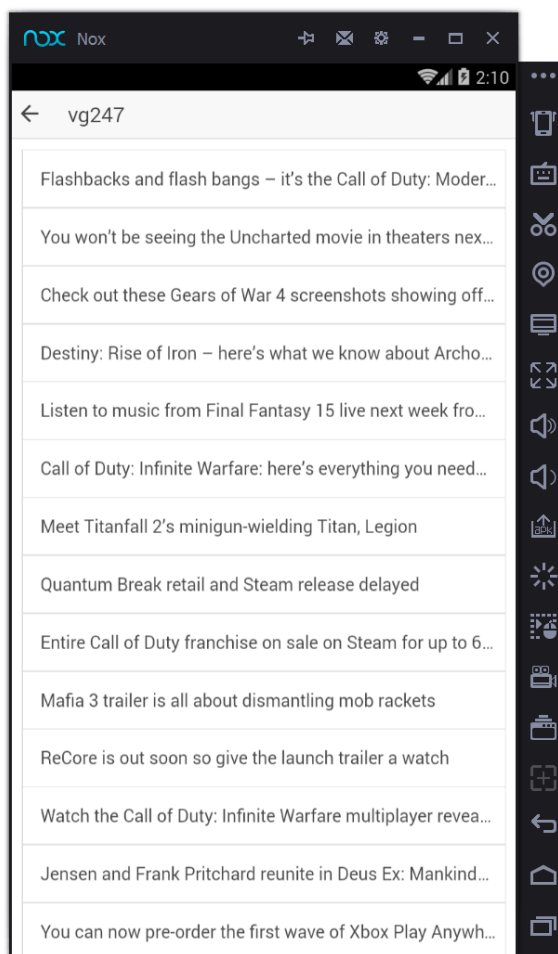 nox Nox
2:10
vg247
Flashbacks and flash bangs – it's the Call of Duty: Moder...
You won't be seeing the Uncharted movie in theaters nex...
Check out these Gears of War 4 screenshots showing off...
Destiny: Rise of Iron – here's what we know about Archo...
Listen to music from Final Fantasy 15 live next week fro...
Call of Duty: Infinite Warfare: here's everything you need...
Meet Titanfall 2's minigun-wielding Titan, Legion
Quantum Break retail and Steam release delayed
Entire Call of Duty franchise on sale on Steam for up to 6...
Mafia 3 trailer is all about dismantling mob rackets
ReCore is out soon so give the launch trailer a watch
Watch the Call of Duty: Infinite Warfare multiplayer revea...
Jensen and Frank Pritchard reunite in Deus Ex: Mankind...
You can now pre-order the first wave of Xbox Play Anywh...
APK